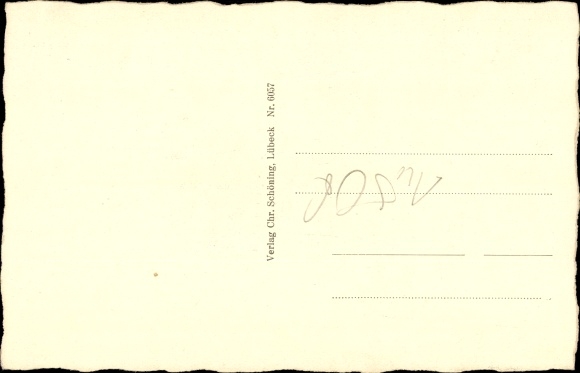 Verlag Chr. Schöning, Lübeck Nr. 6057